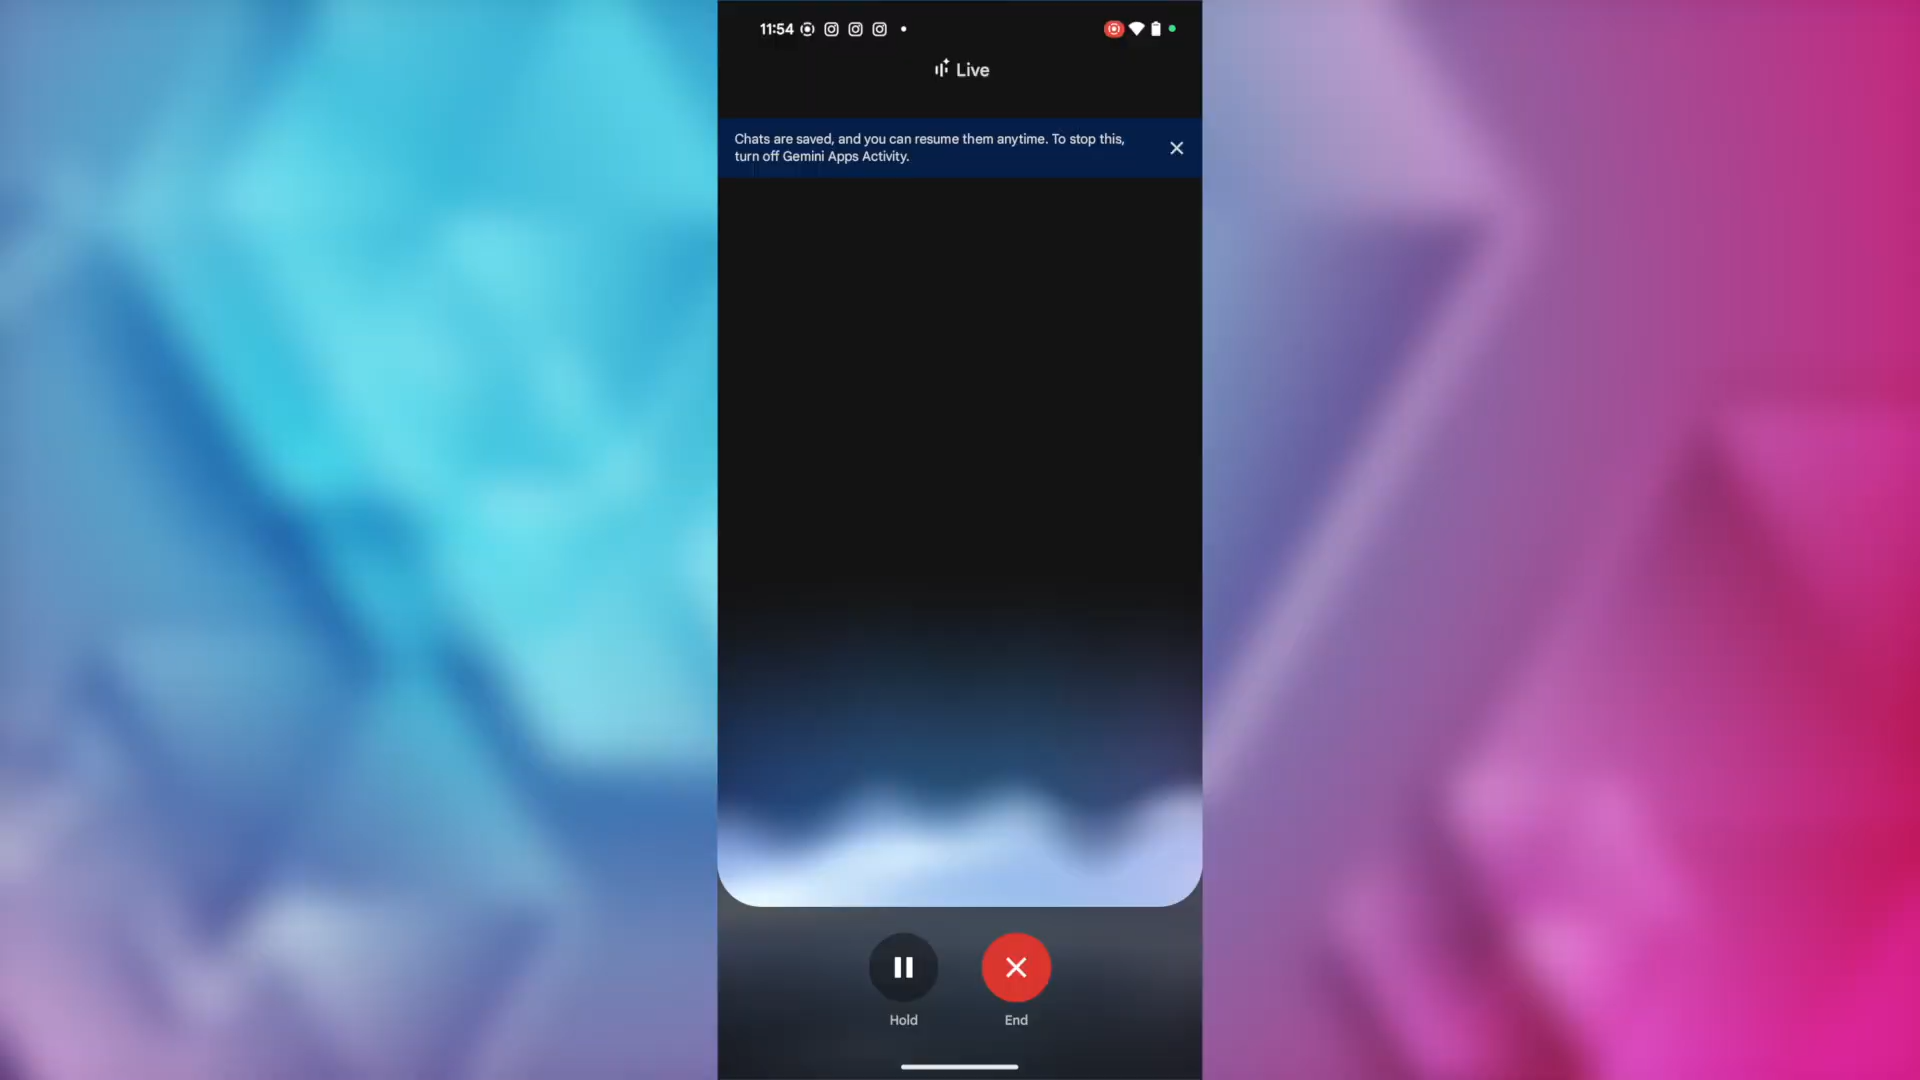 11:54
Live
Chats are saved, and you can resume them anytime. To stop this,
turn off Gemini Apps Activity.
Hold
End